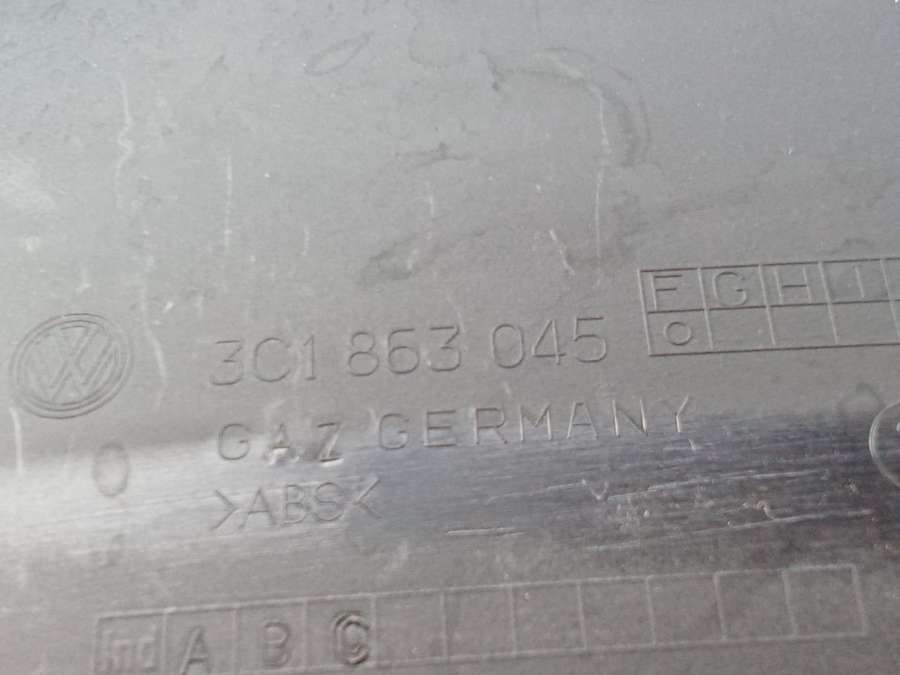 F G H I
O
3C1 863 045
GAZ GERMANY
>ABS<
Ind A B C